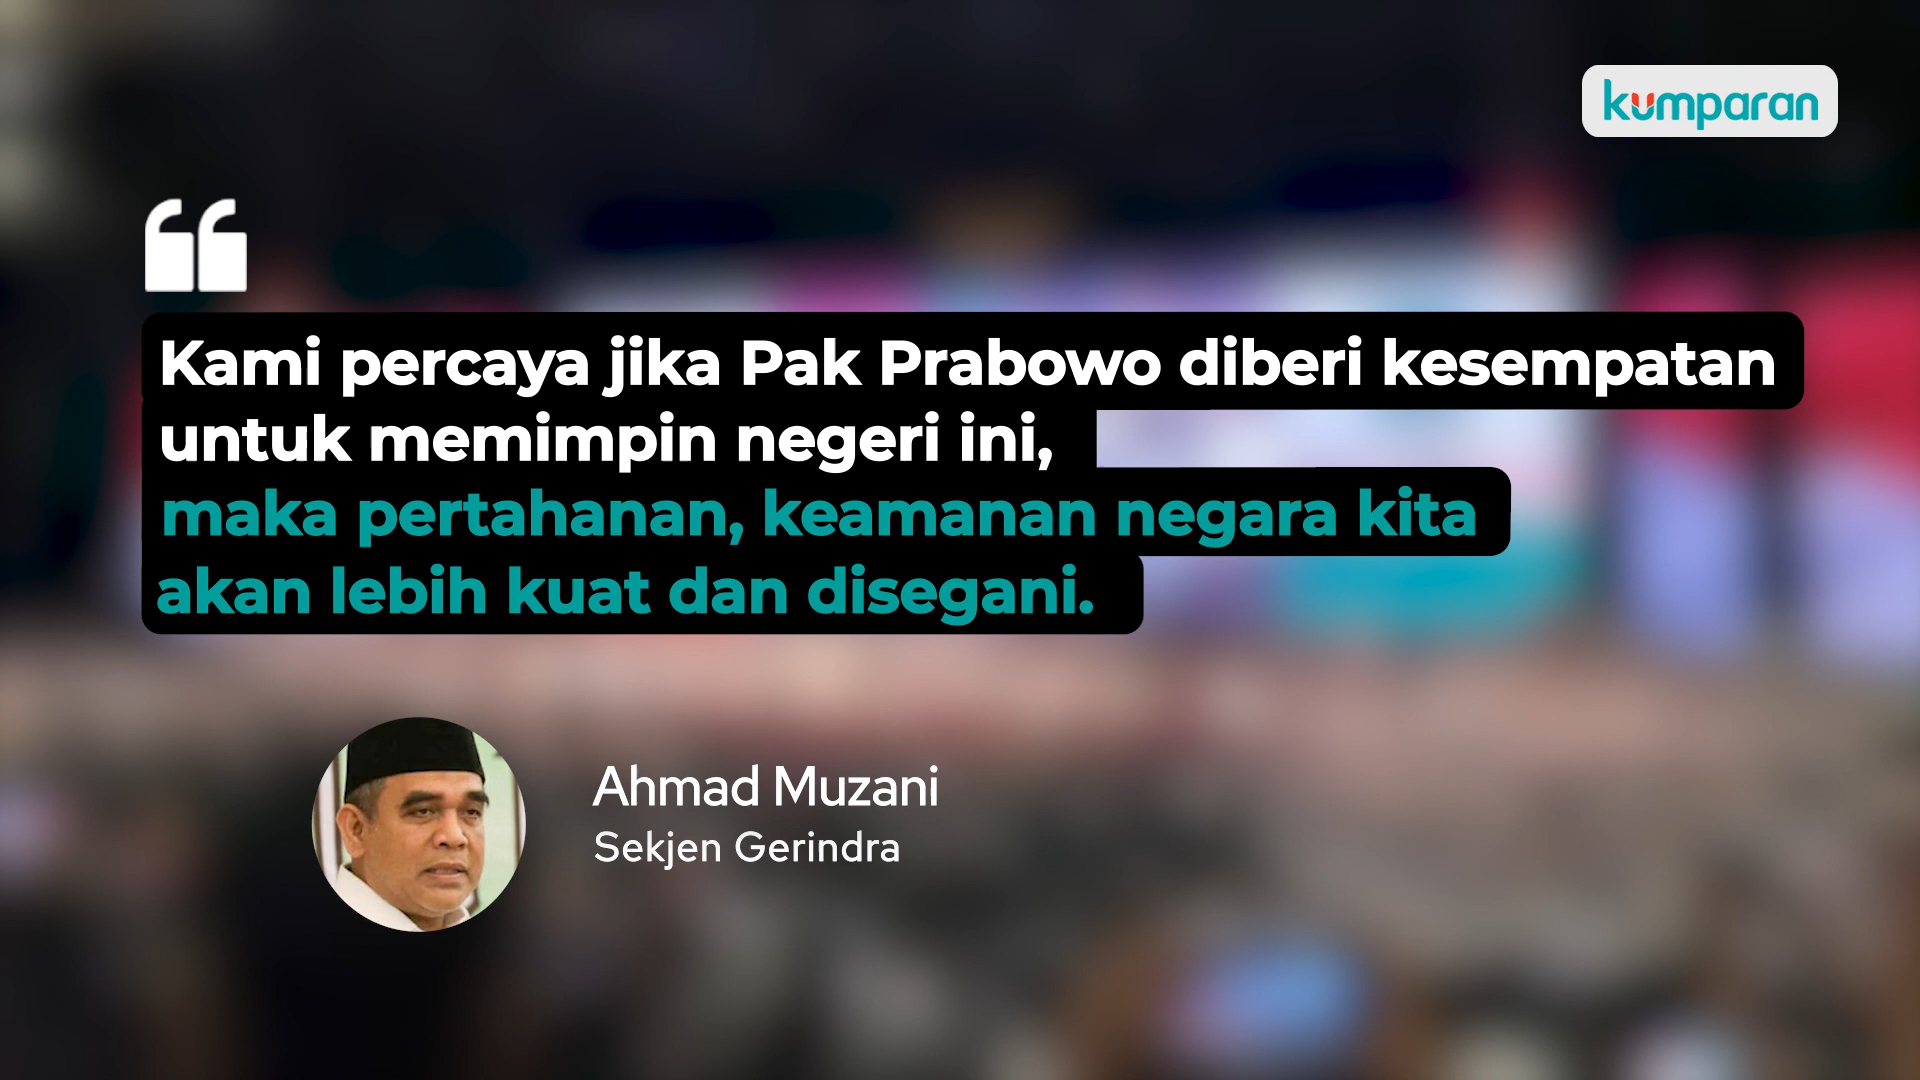 kumparan
Kami percaya jika Pak Prabowo diberi kesempatan
untuk memimpin negeri ini,
maka pertahanan, keamanan negara kita
akan lebih kuat dan disegani.
Ahmad Muzani
Sekjen Gerindra